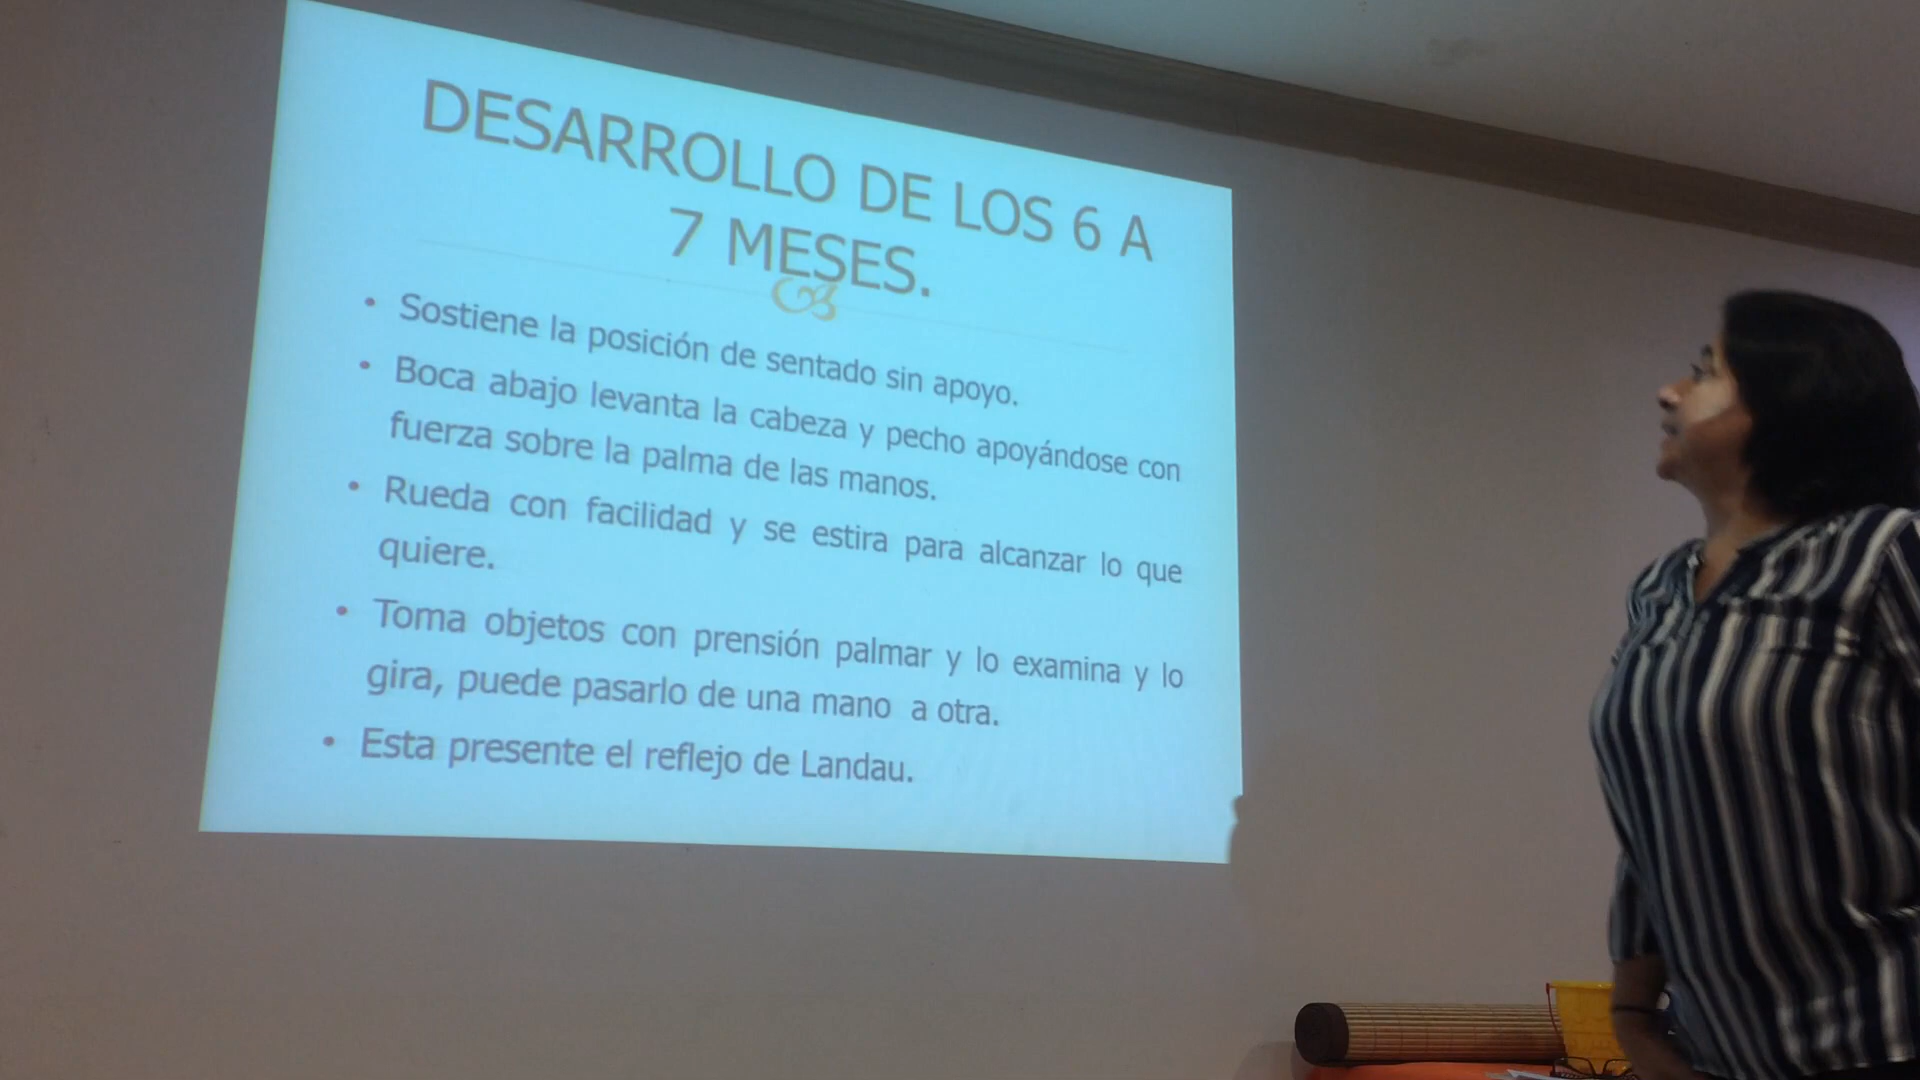 DESARROLLO DE LOS 6 A
7 MESES.
• Sostiene la posición de sentado sin apoyo.
• Boca abajo levanta la cabeza y pecho apoyándose con
fuerza sobre la palma de las manos.
• Rueda con facilidad y se estira para alcanzar lo que
quiere.
• Toma objetos con prensión palmar y lo examina y lo
gira, puede pasarlo de una mano a otra.
• Esta presente el reflejo de Landau.